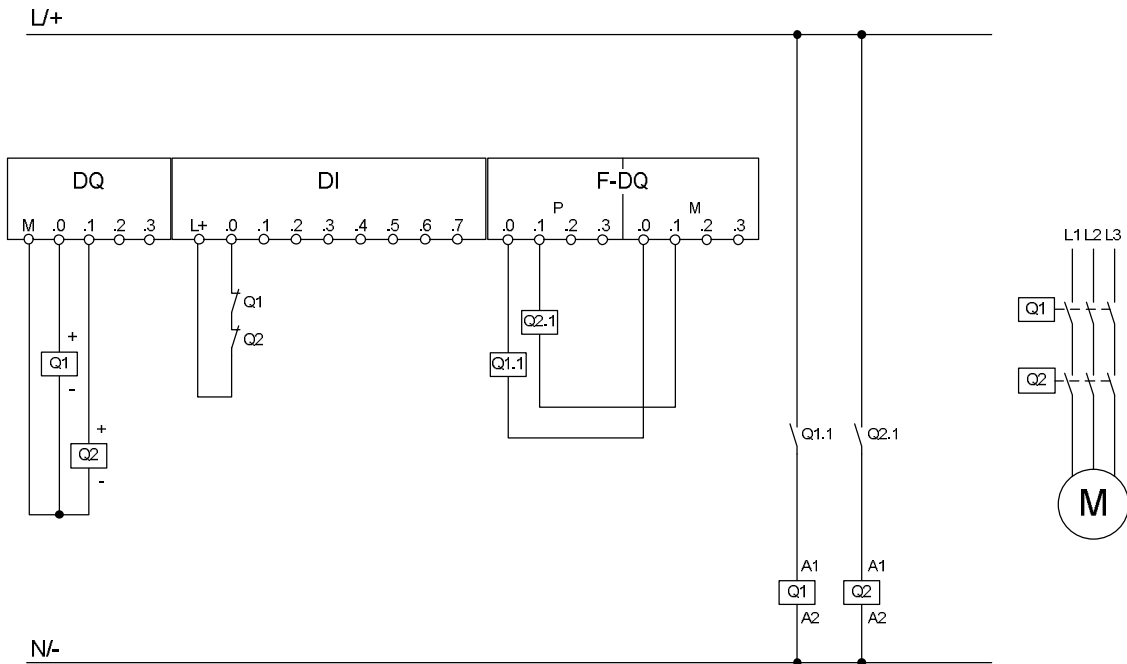 L/+
DQ DI F-DQ
P M
M .0 .1 .2 .3 L+ .0 .1 .2 .3 .4 .5 .6 .7 .0 .1 .2 .3 .0 .1 .2 .3
L1 L2 L3
Q1
Q1
Q2.1
Q2
+
Q1
-
Q1.1
Q2
+
Q2
-
Q1.1 Q2.1
M
A1 A1
Q1 Q2
A2 A2
N/-